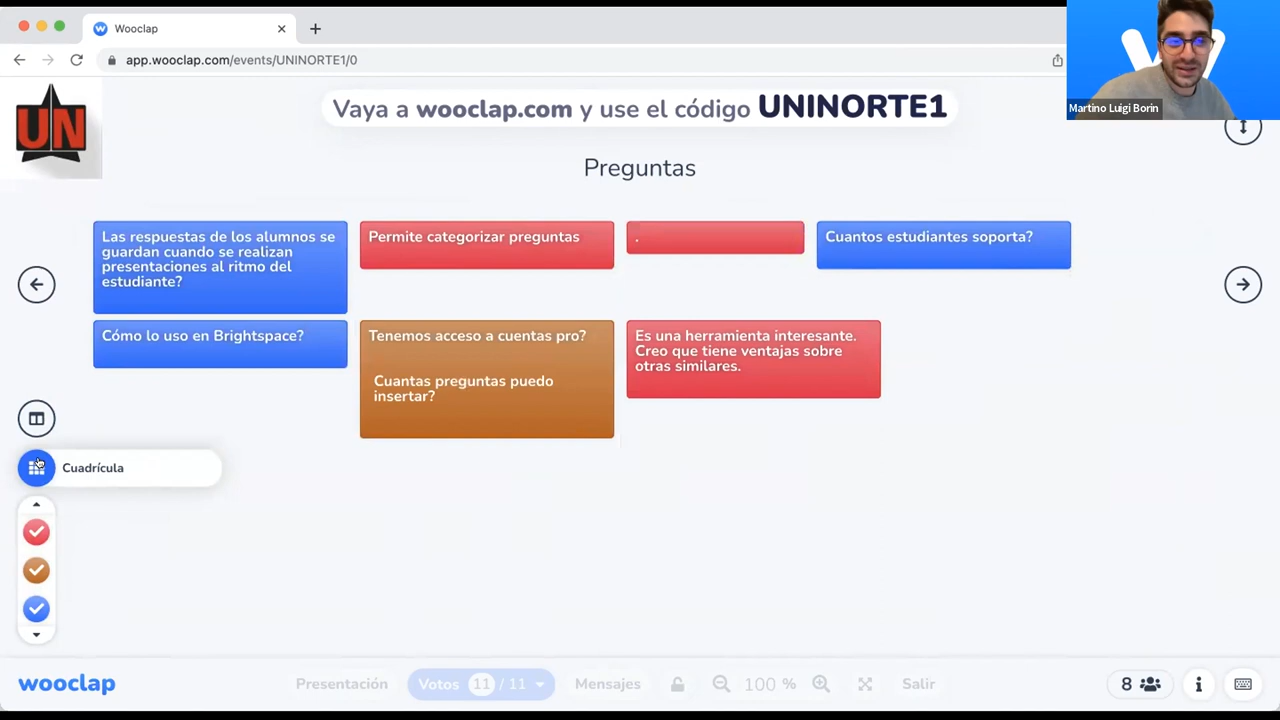 Wooclap
app.wooclap.com/events/UNINORTE1/0
Martino Luigi Borin
UN
Vaya a wooclap.com y use el código UNINORTE1
Preguntas
Las respuestas de los alumnos se
guardan cuando se realizan
presentaciones al ritmo del
estudiante?
Permite categorizar preguntas
.
Cuantos estudiantes soporta?
Cómo lo uso en Brightspace?
Tenemos acceso a cuentas pro?
Cuantas preguntas puedo
insertar?
Es una herramienta interesante.
Creo que tiene ventajas sobre
otras similares.
Cuadrícula
wooclap
Presentación
Votos 11 / 11
Mensajes
100 %
Salir
8